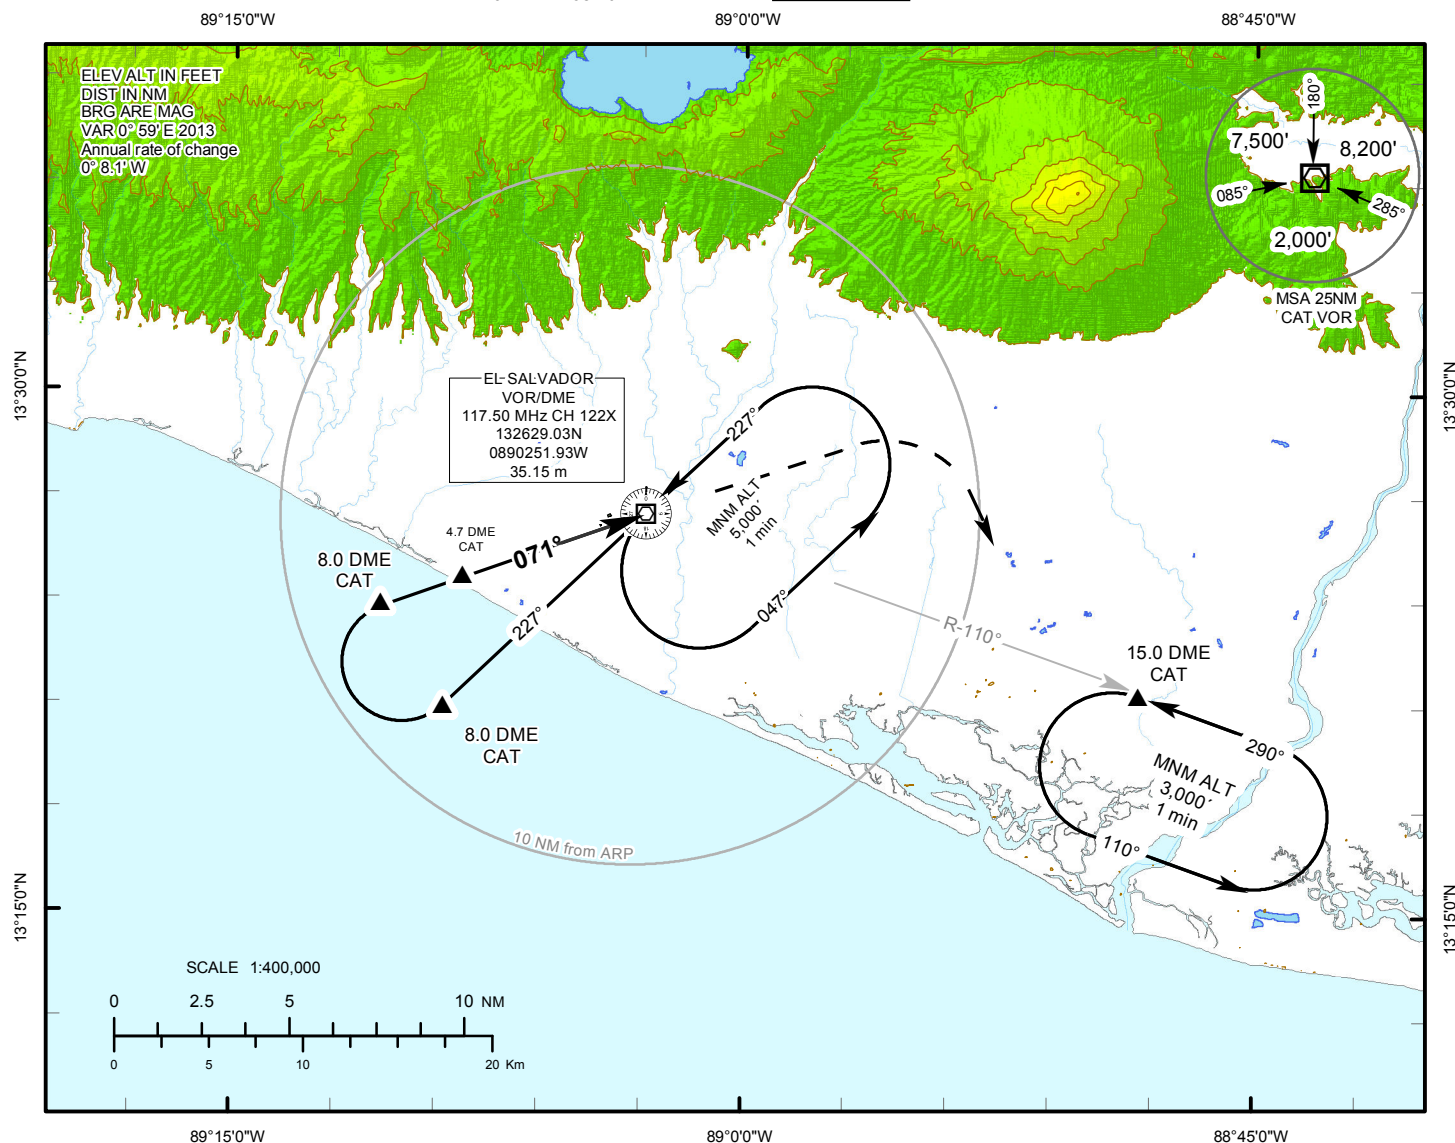 89°15'0"W
89°0'0"W
88°45'0"W
ELEV ALT IN FEET
DIST IN NM
BRG ARE MAG
VAR 0° 59' E 2013
Annual rate of change
0° 8.1' W
180°
7,500'
8,200'
085°
285°
2,000'
MSA 25NM
CAT VOR
13°30'0"N
13°30'0"N
EL SALVADOR
VOR/DME
117.50 MHz CH 122X
132629.03N
0890251.93W
35.15 m
227°
MNM ALT
5,000´
1 min
047°
4.7 DME
CAT
071°
8.0 DME
CAT
227°
8.0 DME
CAT
R-110°
15.0 DME
CAT
290°
MNM ALT
3,000´
1 min
110°
10 NM from ARP
13°15'0"N
13°15'0"N
SCALE 1:400,000
0 2.5 5 10 NM
0 5 10 20 Km
89°15'0"W
89°0'0"W
88°45'0"W